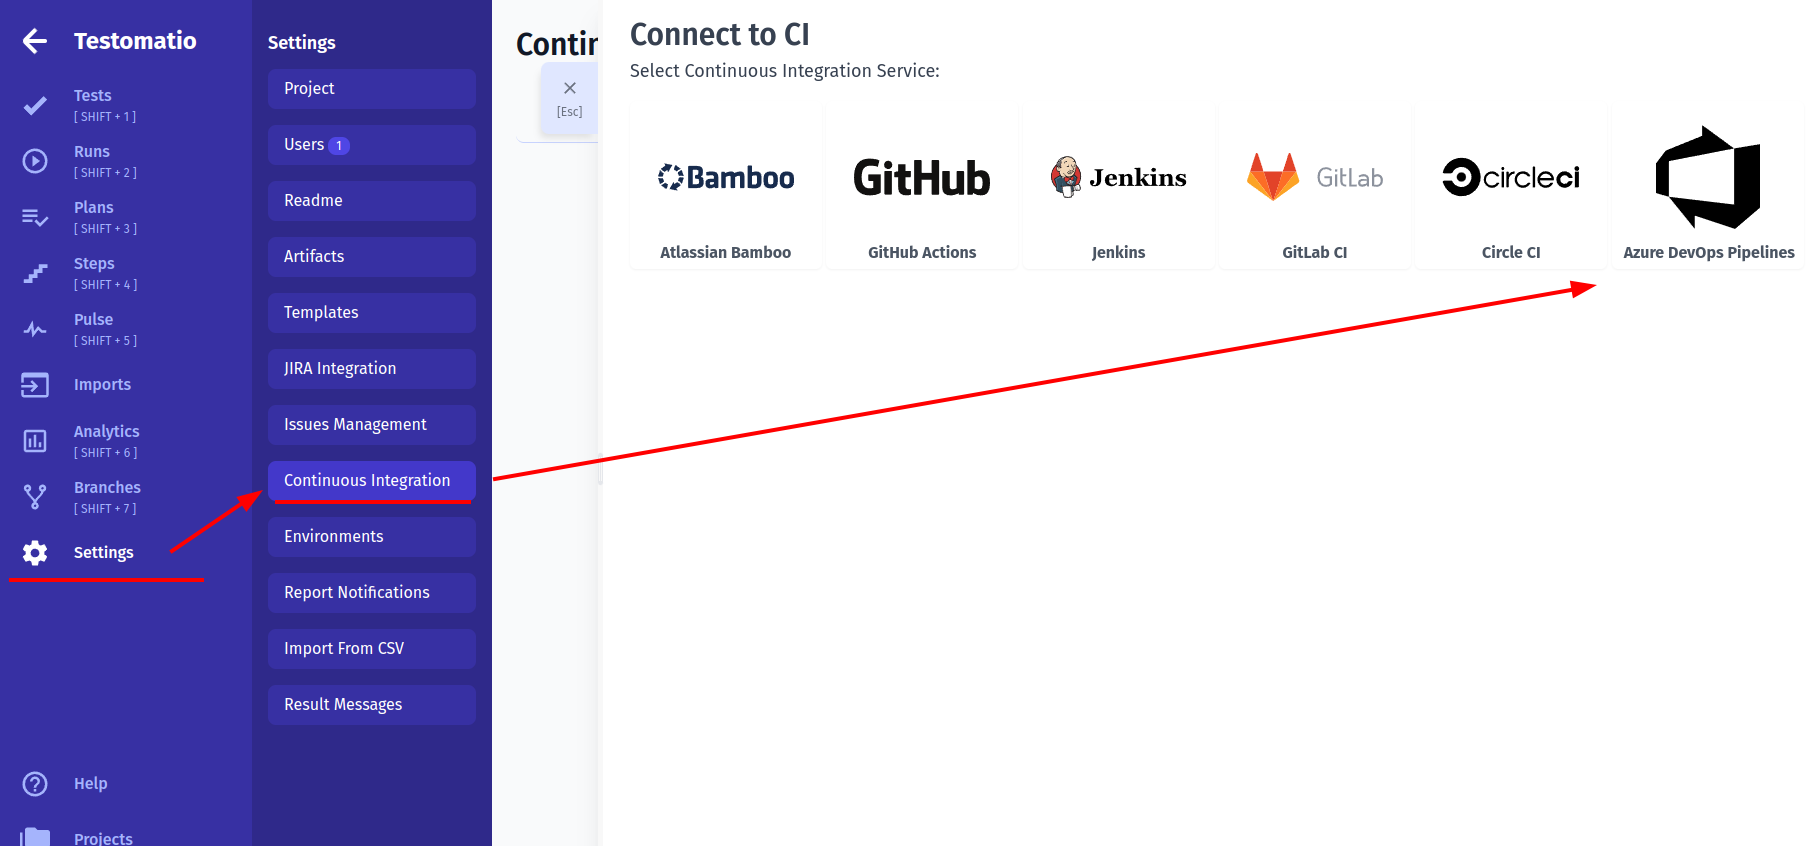 Testomatio
Tests
[ SHIFT + 1 ]
Runs
[ SHIFT + 2 ]
Plans
[ SHIFT + 3 ]
Steps
[ SHIFT + 4 ]
Pulse
[ SHIFT + 5 ]
Imports
Analytics
[ SHIFT + 6 ]
Branches
[ SHIFT + 7 ]
Settings
Help
Projects
Settings
Project
Users 1
Readme
Artifacts
Templates
JIRA Integration
Issues Management
Continuous Integration
Environments
Report Notifications
Import From CSV
Result Messages
Contin
[Esc]
Connect to CI
Select Continuous Integration Service:
Bamboo
Atlassian Bamboo
GitHub
GitHub Actions
Jenkins
Jenkins
GitLab
GitLab CI
circleci
Circle CI
Azure DevOps Pipelines